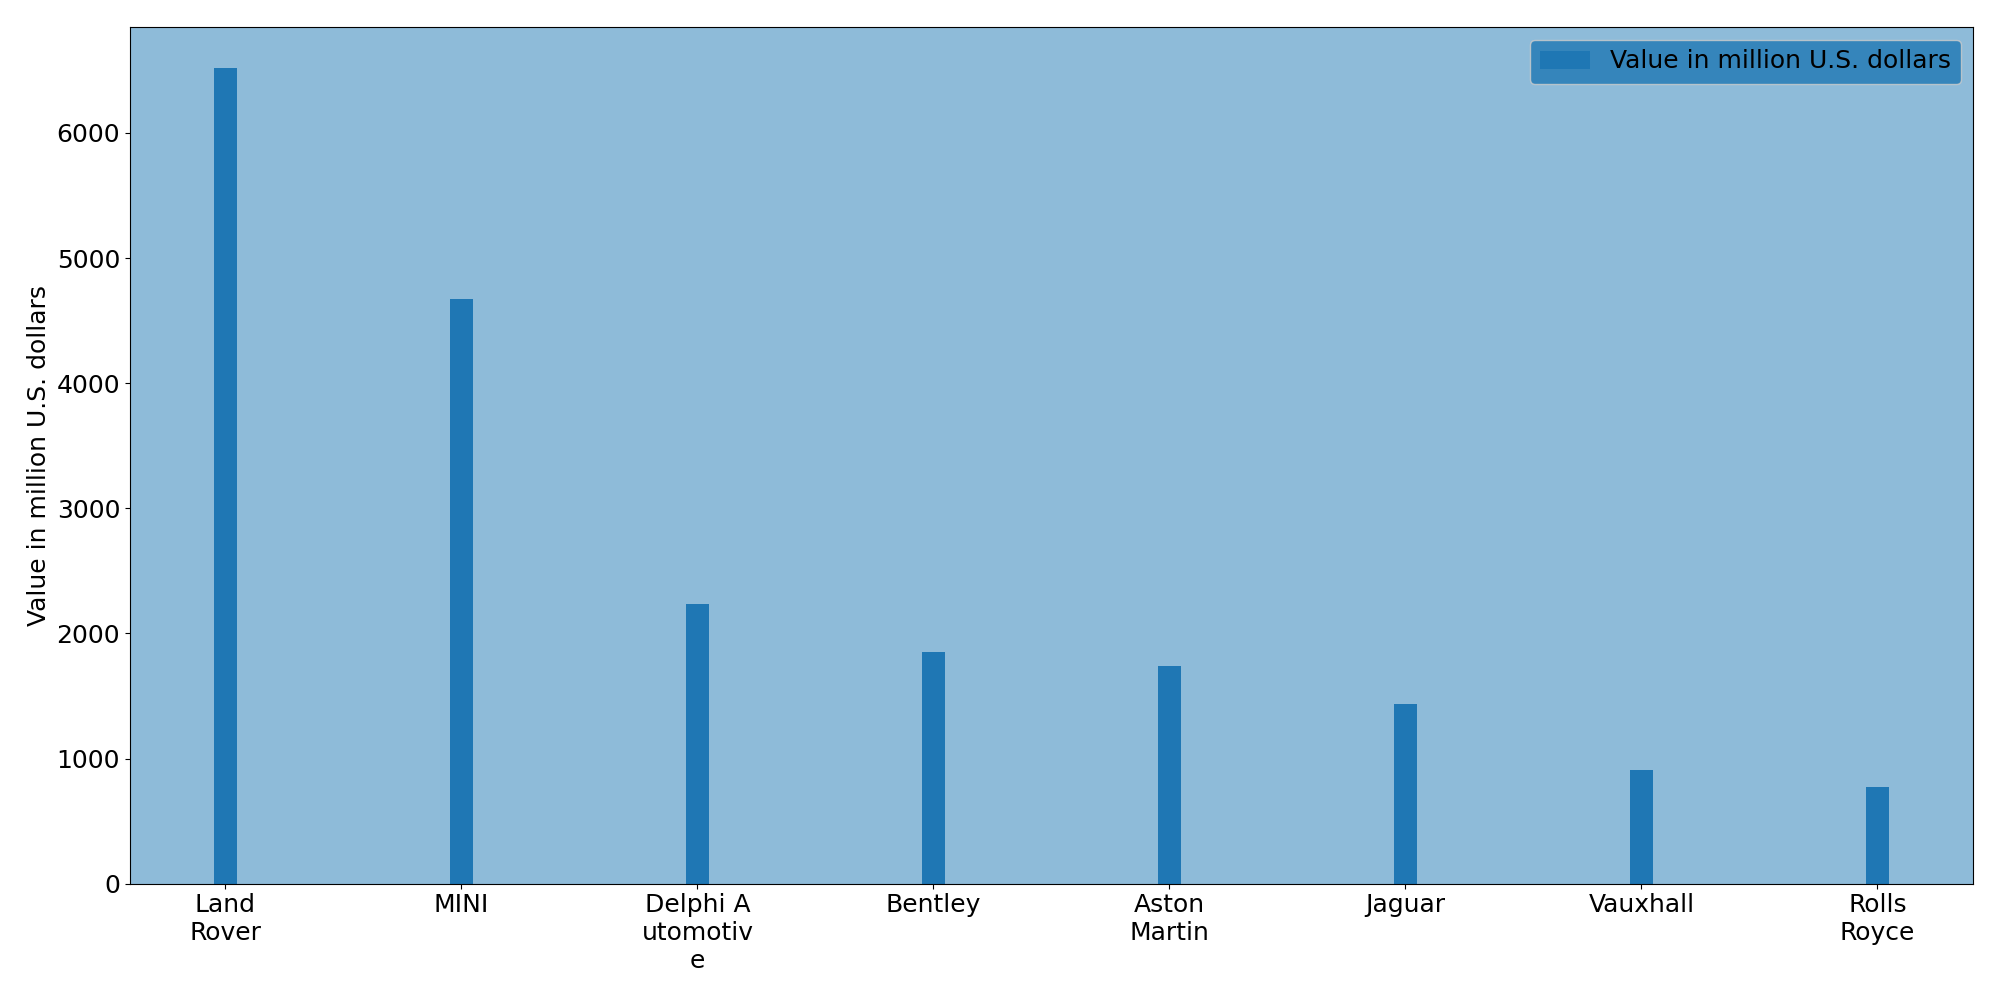 Value in million U.S. dollars
Value in million U.S. dollars
6000
5000
4000
3000
2000
1000
0
Land
Rover
MINI
Delphi A
utomotiv
e
Bentley
Aston
Martin
Jaguar
Vauxhall
Rolls
Royce